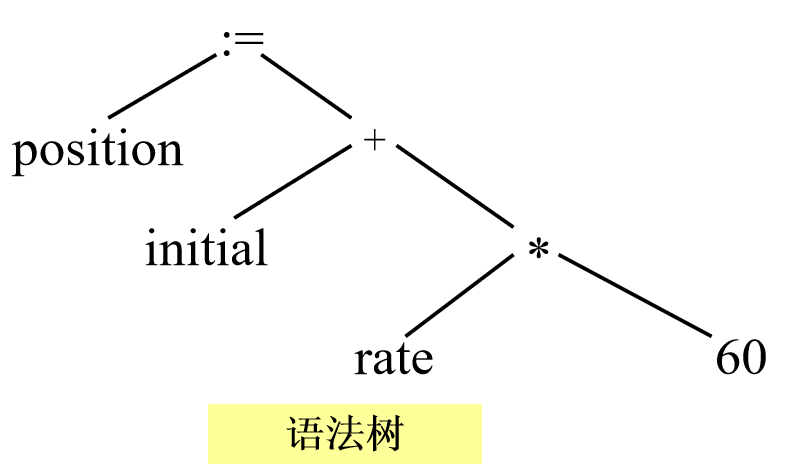 :=
position
+
initial
*
rate
60
语法树